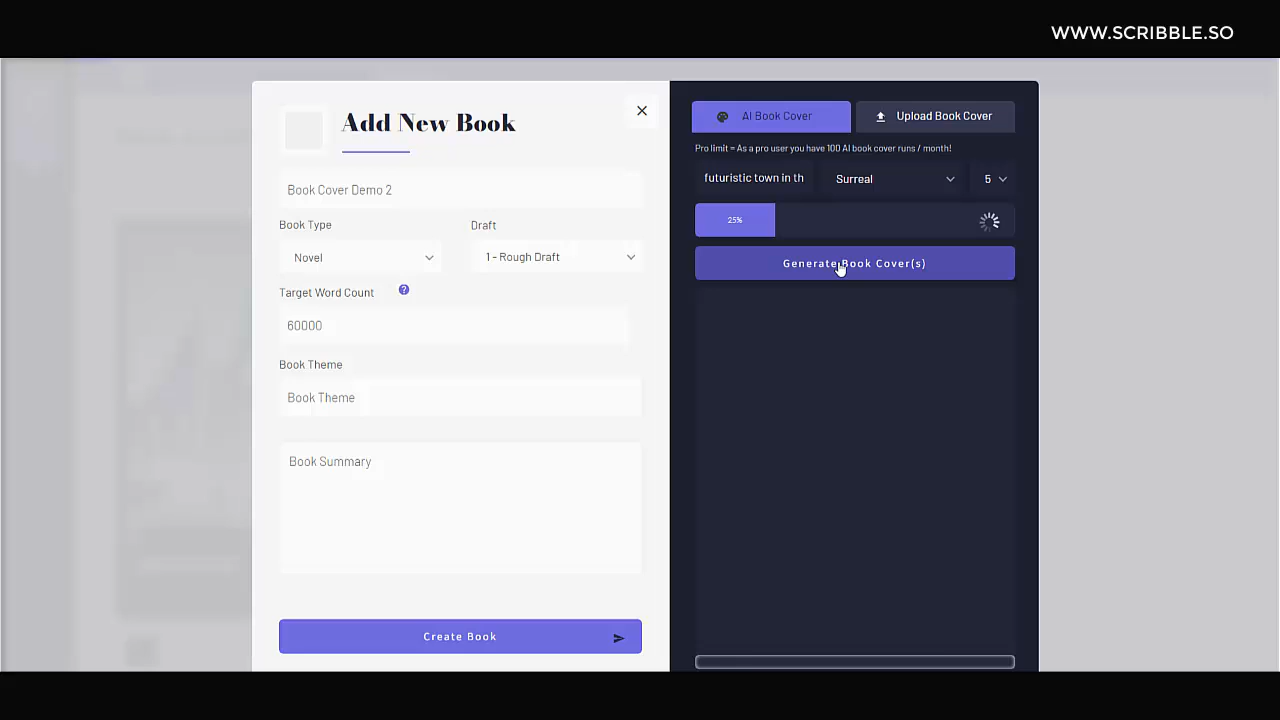 WWW.SCRIBBLE.SO
Add New Book
Book Cover Demo 2
Book Type
Draft
Novel
1 - Rough Draft
Target Word Count
?
60000
Book Theme
Book Theme
Book Summary
Create Book
AI Book Cover
Upload Book Cover
Pro limit = As a pro user you have 100 AI book cover runs / month!
futuristic town in th
Surreal
5
25%
Generate Book Cover(s)